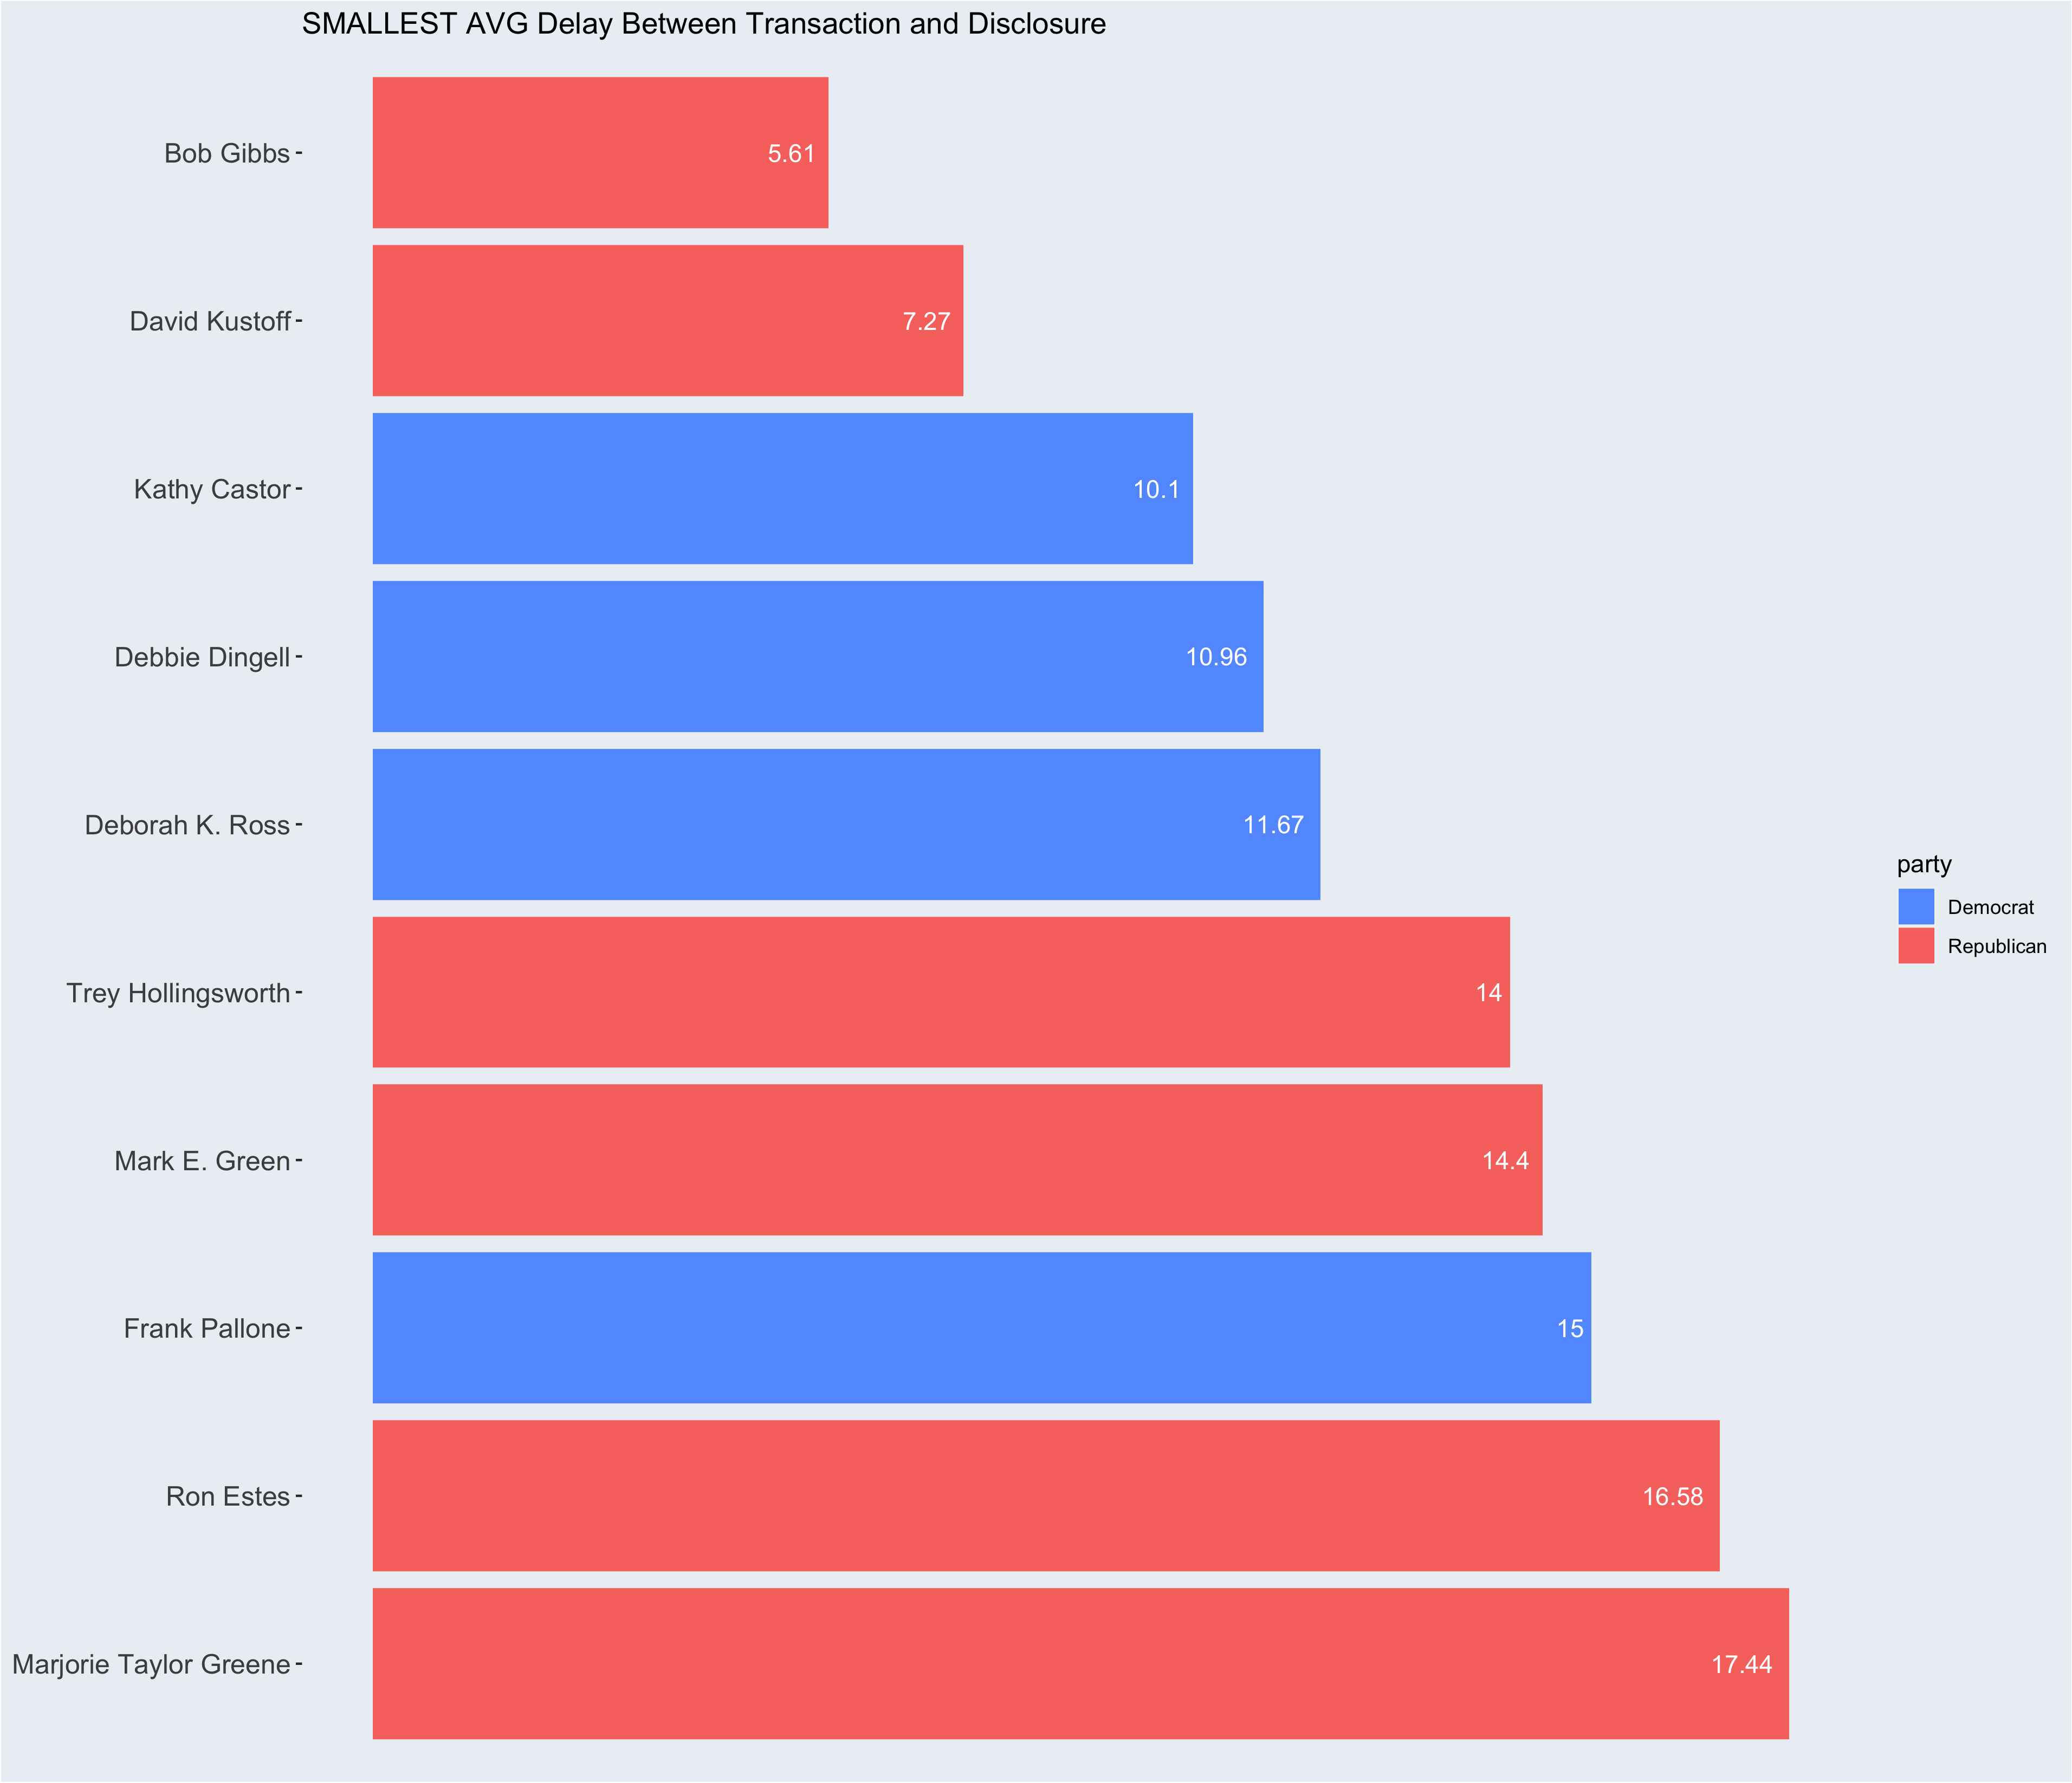 SMALLEST AVG Delay Between Transaction and Disclosure
Bob Gibbs
5.61
David Kustoff
7.27
Kathy Castor
10.1
Debbie Dingell
10.96
Deborah K. Ross
11.67
Trey Hollingsworth
14
Mark E. Green
14.4
Frank Pallone
15
Ron Estes
16.58
Marjorie Taylor Greene
17.44
party
Democrat
Republican